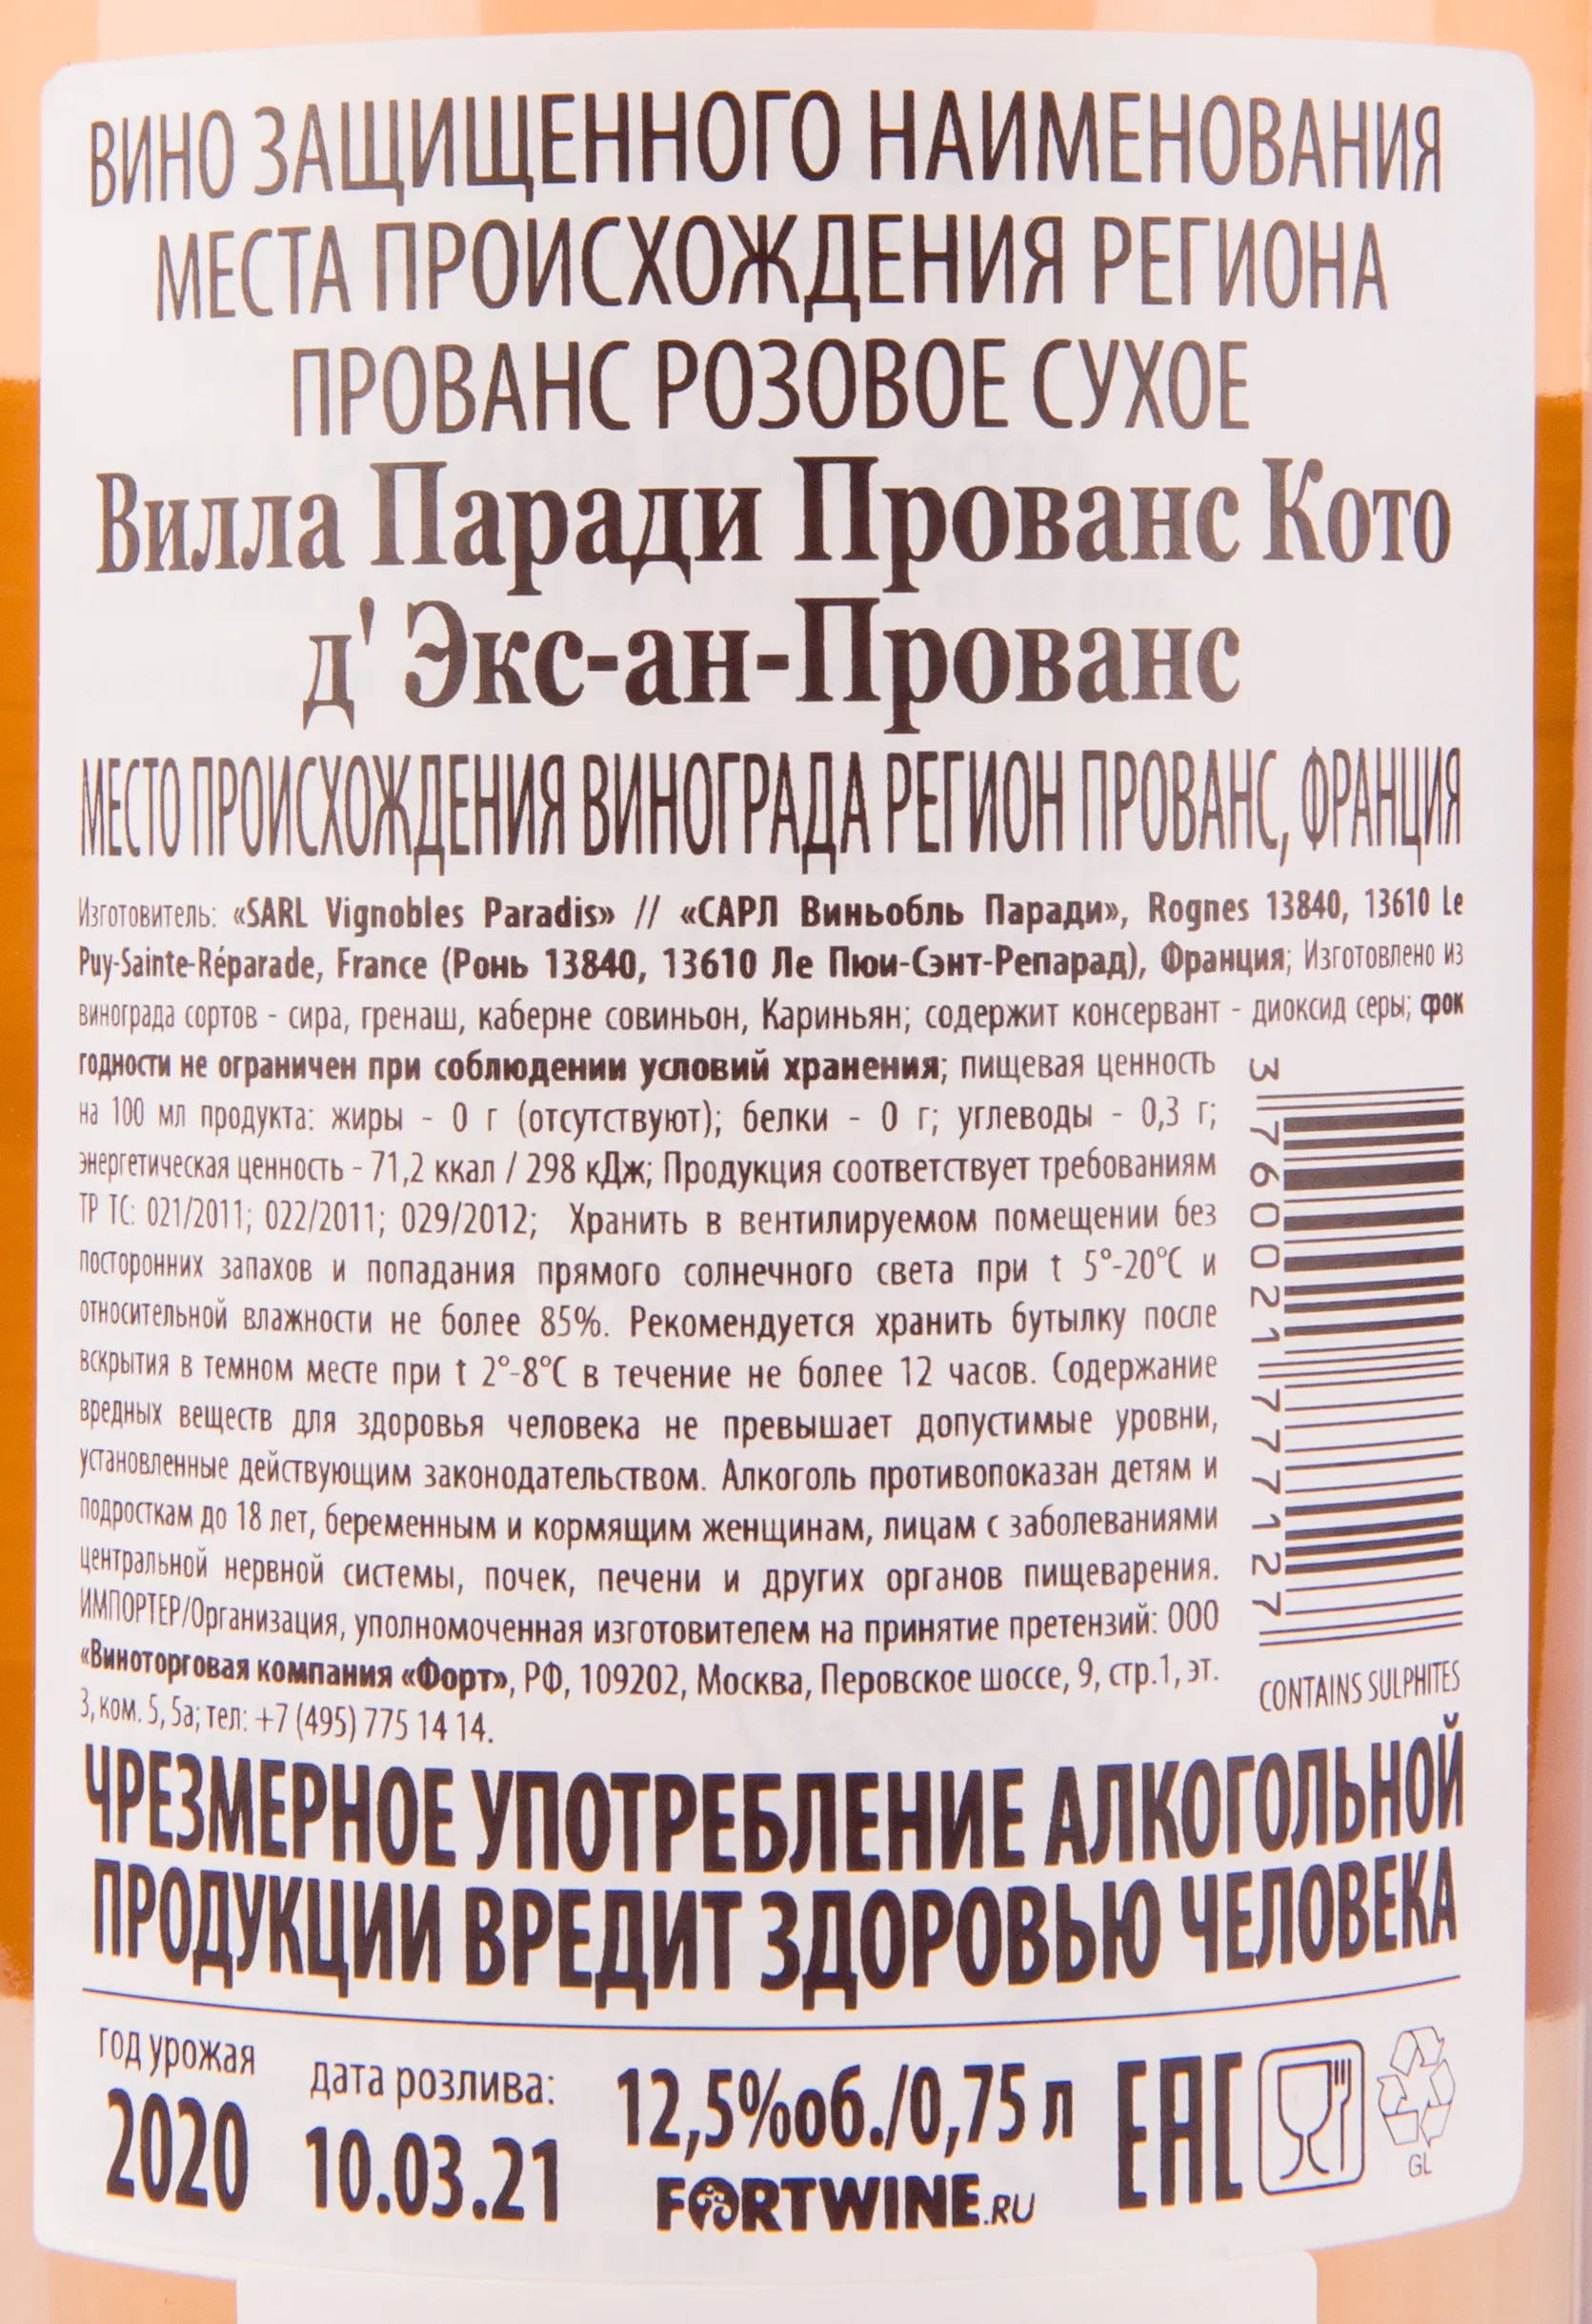 ВИНО ЗАЩИЩЕННОГО НАИМЕНОВАНИЯ
МЕСТА ПРОИСХОЖДЕНИЯ РЕГИОНА
ПРОВАНС РОЗОВОЕ СУХОЕ
Вилла Паради Прованс Кото
д' Экс-ан-Прованс
МЕСТО ПРОИСХОЖДЕНИЯ ВИНОГРАДА РЕГИОН ПРОВАНС, ФРАНЦИЯ
Изготовитель: «SARL Vignobles Paradis» // «САРЛ Виньобль Паради», Rognes 13840, 13610 Le
Puy-Sainte-Réparade, France (Ронь 13840, 13610 Ле Пюи-Сэнт-Репарад), Франция; Изготовлено из
винограда сортов - сира, гренаш, каберне совиньон, Кариньян; содержит консервант - диоксид серы; срок
годности не ограничен при соблюдении условий хранения; пищевая ценность
на 100 мл продукта: жиры - 0 г (отсутствуют); белки - 0 г; углеводы - 0,3 г;
энергетическая ценность - 71,2 ккал / 298 кДж; Продукция соответствует требованиям
ТР ТС: 021/2011; 022/2011; 029/2012; Хранить в вентилируемом помещении без
посторонних запахов и попадания прямого солнечного света при t 5°-20°С и
относительной влажности не более 85%. Рекомендуется хранить бутылку после
вскрытия в темном месте при t 2°-8°С в течение не более 12 часов. Содержание
вредных веществ для здоровья человека не превышает допустимые уровни,
установленные действующим законодательством. Алкоголь противопоказан детям и
подросткам до 18 лет, беременным и кормящим женщинам, лицам с заболеваниями
центральной нервной системы, почек, печени и других органов пищеварения.
ИМПОРТЕР/Организация, уполномоченная изготовителем на принятие претензий: ООО
«Виноторговая компания «Форт», РФ, 109202, Москва, Перовское шоссе, 9, стр.1, эт.
3, ком. 5, 5а; тел: +7 (495) 775 14 14.
3 760021 777127
CONTAINS SULPHITES
ЧРЕЗМЕРНОЕ УПОТРЕБЛЕНИЕ АЛКОГОЛЬНОЙ
ПРОДУКЦИИ ВРЕДИТ ЗДОРОВЬЮ ЧЕЛОВЕКА
год урожая
2020
дата розлива:
10.03.21
12,5%об./0,75 л
FORTWINE.RU
EAC
GL